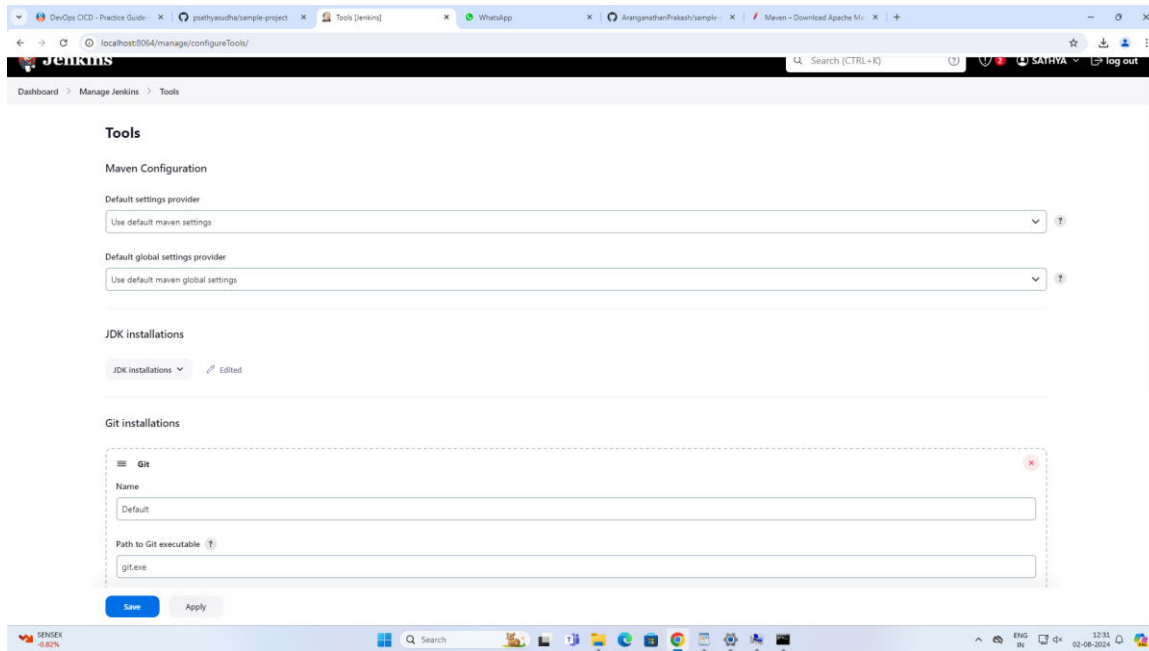 DevOps CICD - Practice Guide
psathyasudha/sample-project
Tools [Jenkins]
WhatsApp
AranganathanPrakash/sample-
Maven – Download Apache Ma
localhost:8064/manage/configureTools/
Jenkins
Search (CTRL+K)
2
SATHYA
log out
Dashboard > Manage Jenkins > Tools
Tools
Maven Configuration
Default settings provider
Use default maven settings
?
Default global settings provider
Use default maven global settings
?
JDK installations
JDK installations
Edited
Git installations
Git
Name
Default
Path to Git executable ?
git.exe
Save
Apply
SENSEX
-0.82%
Search
ENG
IN
12:31
02-08-2024